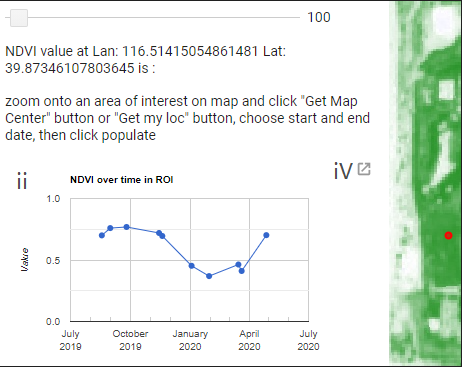 100
NDVI value at Lan: 116.51415054861481 Lat:
39.87346107803645 is :
zoom onto an area of interest on map and click "Get Map
Center" button or "Get my loc" button, choose start and end
date, then click populate
ii
iV
NDVI over time in ROI
1.0
0.5
0.0
Value
July
2019
October
2019
January
2020
April
2020
July
2020